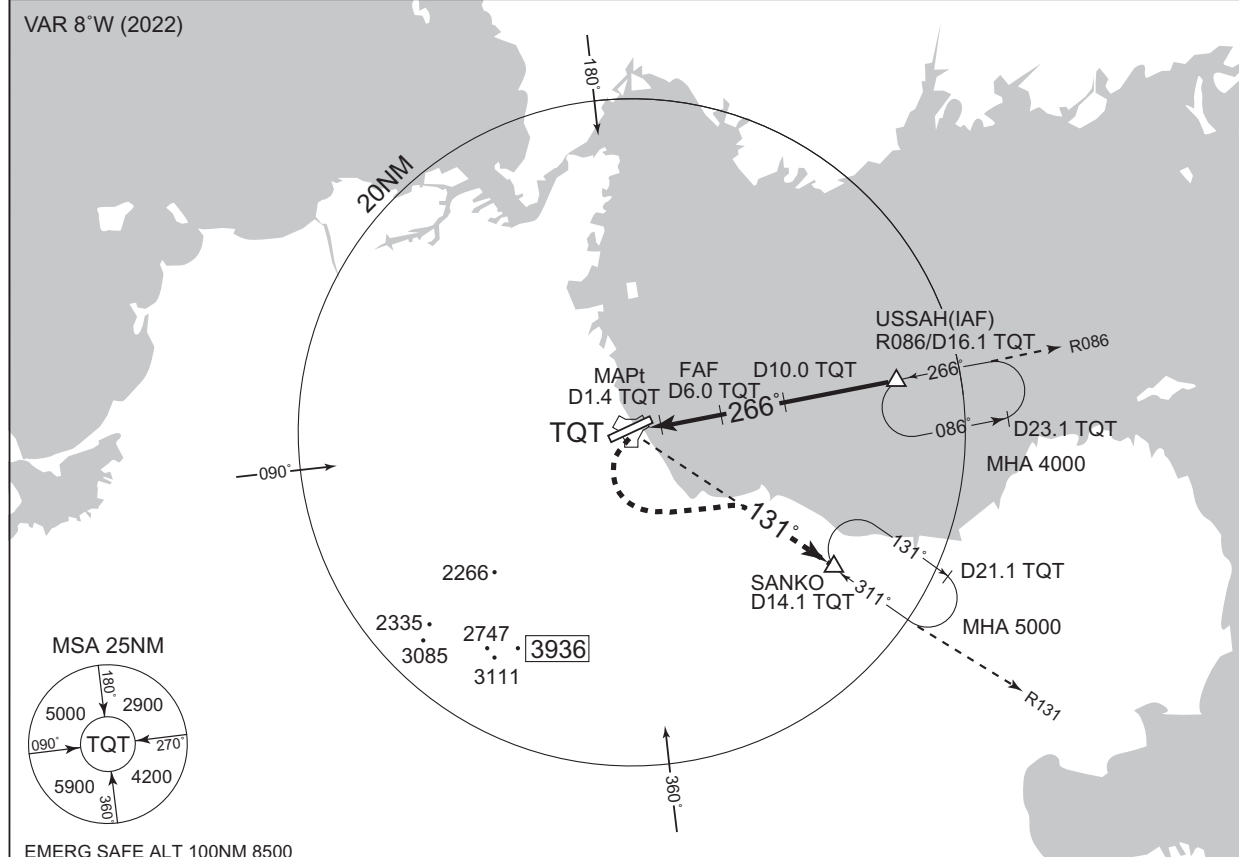 VAR 8˚W (2022)
180˚
20NM
USSAH(IAF)
R086/D16.1 TQT
R086
266˚
MAPt
D1.4 TQT
FAF
D6.0 TQT
D10.0 TQT
266˚
TQT
086˚
D23.1 TQT
MHA 4000
090˚
131˚
131˚
D21.1 TQT
SANKO
D14.1 TQT
311˚
MHA 5000
2266
2335
3085
2747
3936
3111
R131
360˚
MSA 25NM
180˚
5000
2900
090˚
TQT
270˚
5900
4200
360˚
EMERG SAFE ALT 100NM 8500